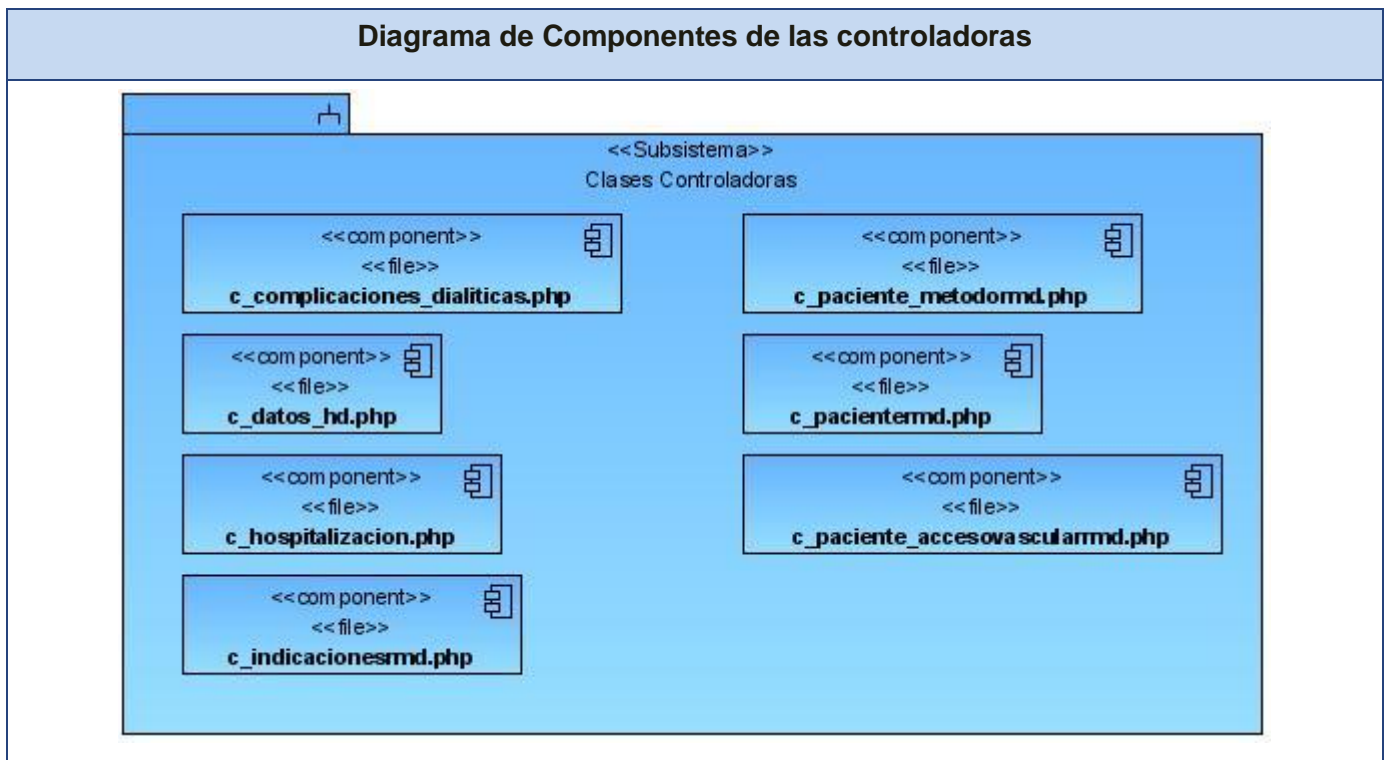 Diagrama de Componentes de las controladoras
<<Subsistema>>
Clases Controladoras
<<component>>
<<file>>
c_complicaciones_dialiticas.php
<<component>>
<<file>>
c_datos_hd.php
<<component>>
<<file>>
c_hospitalizacion.php
<<component>>
<<file>>
c_indicacionesrmd.php
<<component>>
<<file>>
c_paciente_metodormd.php
<<component>>
<<file>>
c_pacientermd.php
<<component>>
<<file>>
c_paciente_accesovascularrmd.php